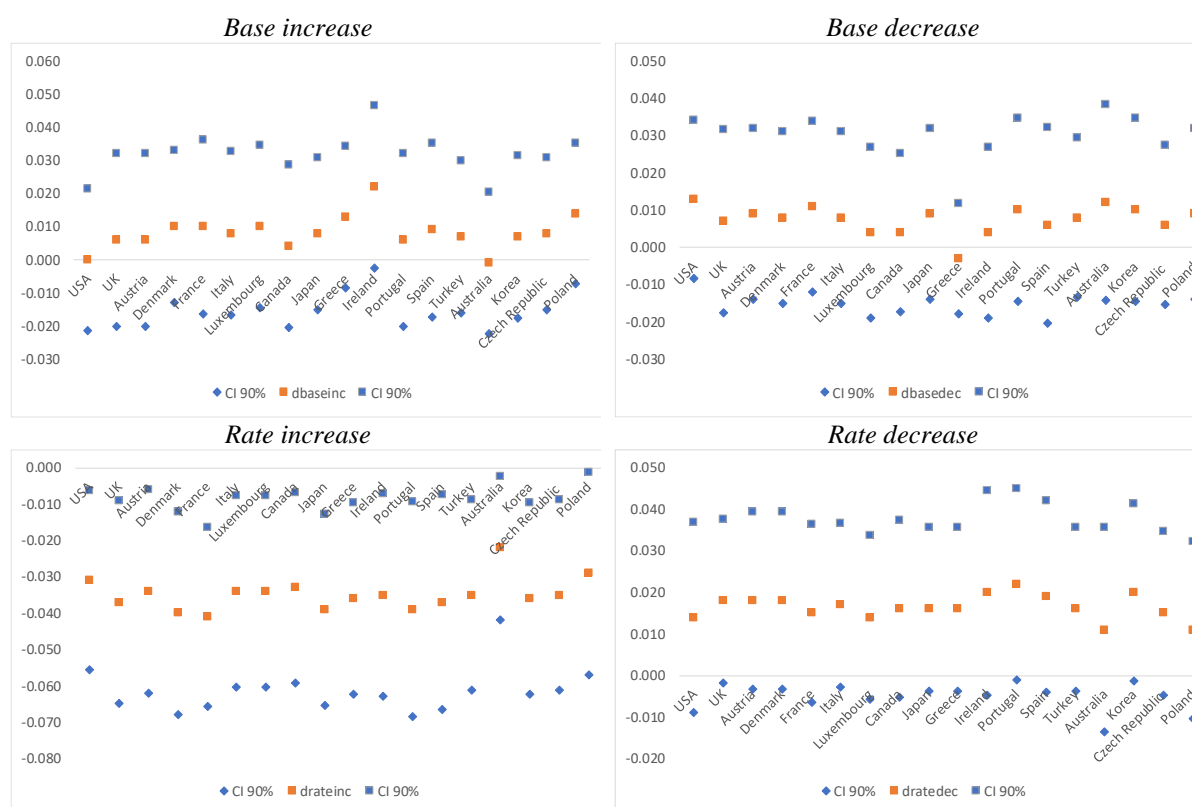 Base increase
0.060
0.050
0.040
0.030
0.020
0.010
0.000
-0.010
-0.020
-0.030
USA
UK
Austria
Denmark
France
Italy
Luxembourg
Canada
Japan
Greece
Ireland
Portugal
Spain
Turkey
Australia
Korea
Czech Republic
Poland
CI 90% dbaseinc CI 90%
Base decrease
0.050
0.040
0.030
0.020
0.010
0.000
-0.010
-0.020
-0.030
USA
UK
Austria
Denmark
France
Italy
Luxembourg
Canada
Japan
Greece
Ireland
Portugal
Spain
Turkey
Australia
Korea
Czech Republic
Poland
CI 90% dbasedec CI 90%
Rate increase
0.000
-0.010
-0.020
-0.030
-0.040
-0.050
-0.060
-0.070
-0.080
USA
UK
Austria
Denmark
France
Italy
Luxembourg
Canada
Japan
Greece
Ireland
Portugal
Spain
Turkey
Australia
Korea
Czech Republic
Poland
CI 90% drateinc CI 90%
Rate decrease
0.050
0.040
0.030
0.020
0.010
0.000
-0.010
-0.020
USA
UK
Austria
Denmark
France
Italy
Luxembourg
Canada
Japan
Greece
Ireland
Portugal
Spain
Turkey
Australia
Korea
Czech Republic
Poland
CI 90% dratedec CI 90%